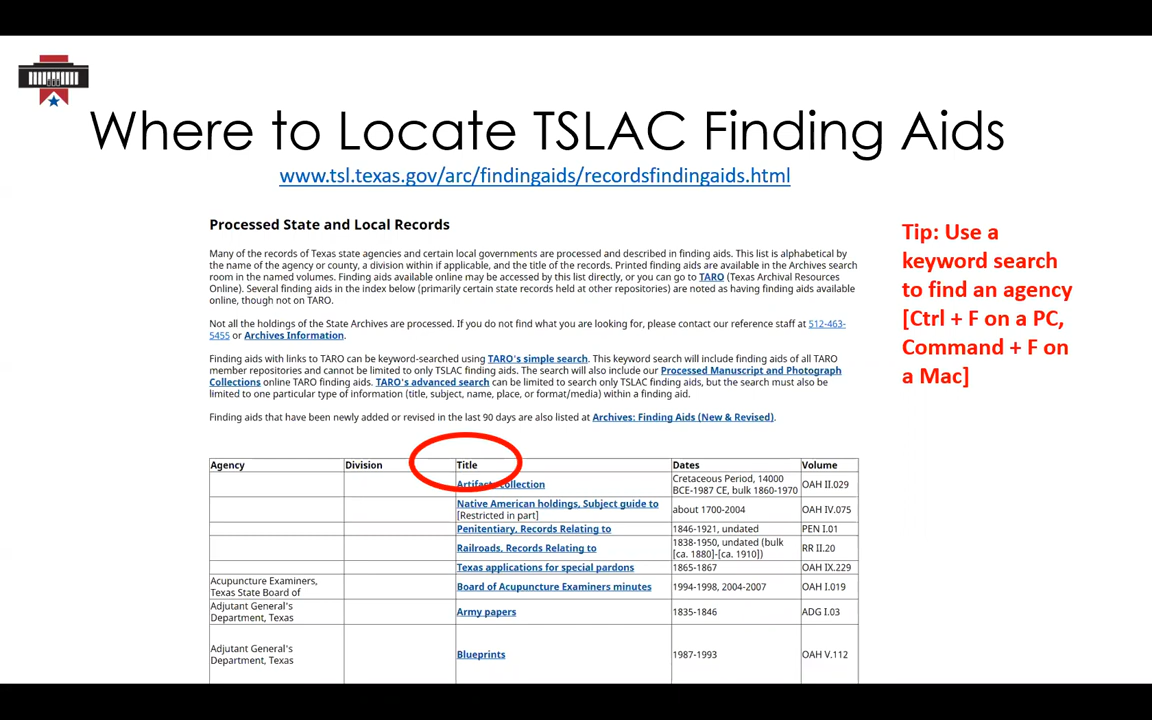 Where to Locate TSLAC Finding Aids
www.tsl.texas.gov/arc/findingaids/recordsfindingaids.html
Processed State and Local Records
Many of the records of Texas state agencies and certain local governments are processed and described in finding aids. This list is alphabetical by
the name of the agency or county, a division within if applicable, and the title of the records. Printed finding aids are available in the Archives search
room in the named volumes. Finding aids available online may be accessed by this list directly, or you can go to TARO (Texas Archival Resources
Online). Several finding aids in the index below (primarily certain state records held at other repositories) are noted as having finding aids available
online, though not on TARO.
Not all the holdings of the State Archives are processed. If you do not find what you are looking for, please contact our reference staff at 512-463-
5455 or Archives Information.
Finding aids with links to TARO can be keyword-searched using TARO's simple search. This keyword search will include finding aids of all TARO
member repositories and cannot be limited to only TSLAC finding aids. The search will also include our Processed Manuscript and Photograph
Collections online TARO finding aids. TARO's advanced search can be limited to search only TSLAC finding aids, but the search must also be
limited to one particular type of information (title, subject, name, place, or format/media) within a finding aid.
Finding aids that have been newly added or revised in the last 90 days are also listed at Archives: Finding Aids (New & Revised).
Tip: Use a
keyword search
to find an agency
[Ctrl + F on a PC,
Command + F on
a Mac]
Agency Division Title Dates Volume
Artifacts collection Cretaceous Period, 14000
BCE-1987 CE, bulk 1860-1970 OAH II.029
Native American holdings, Subject guide to
[Restricted in part] about 1700-2004 OAH IV.075
Penitentiary, Records Relating to 1846-1921, undated PEN I.01
Railroads, Records Relating to 1838-1950, undated (bulk
[ca. 1880]-[ca. 1910]) RR II.20
Texas applications for special pardons 1865-1867 OAH IX.229
Acupuncture Examiners,
Texas State Board of Board of Acupuncture Examiners minutes 1994-1998, 2004-2007 OAH I.019
Adjutant General's
Department, Texas Army papers 1835-1846 ADG I.03
Adjutant General's
Department, Texas Blueprints 1987-1993 OAH V.112